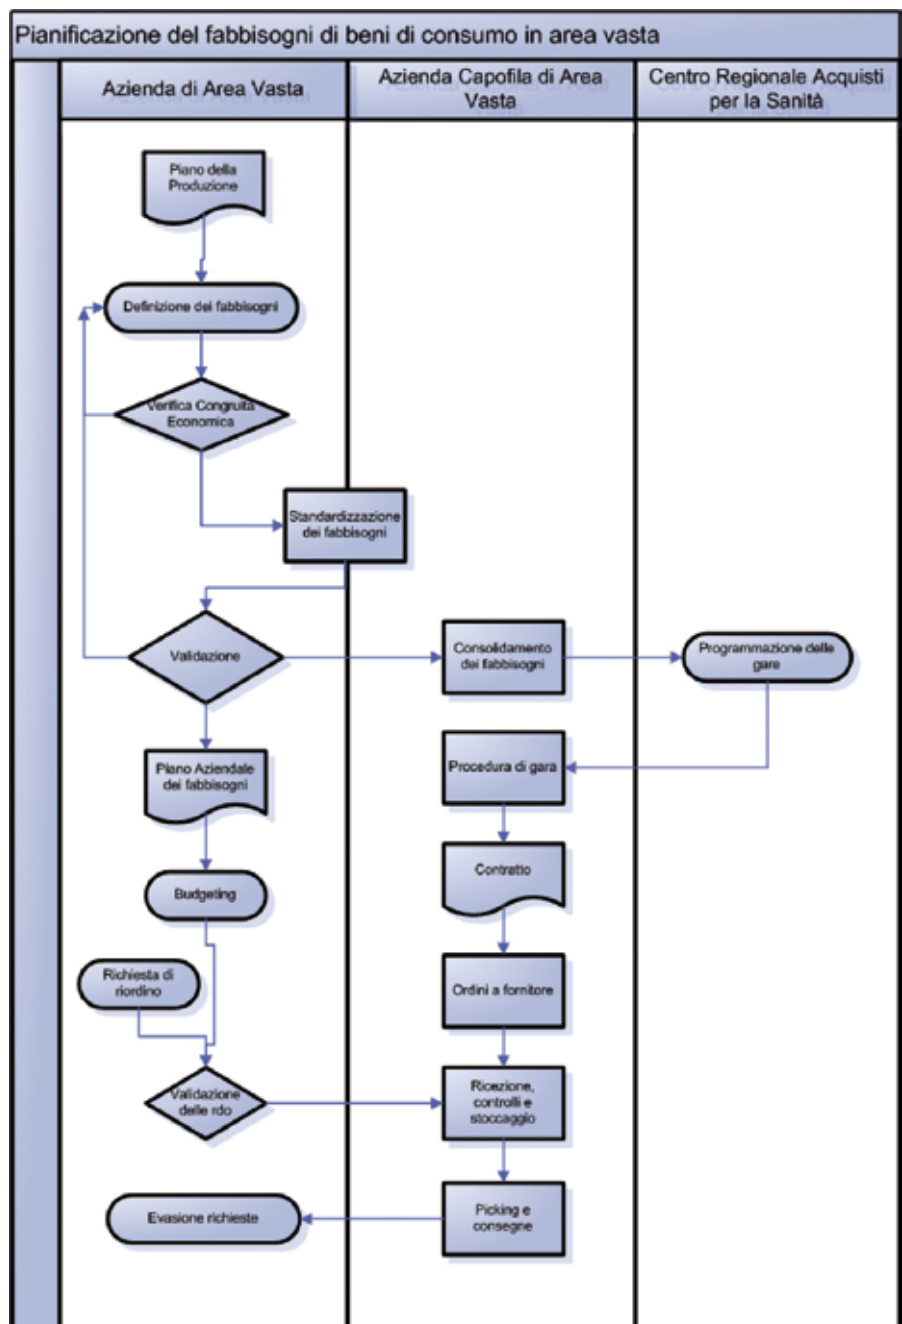 Pianificazione del fabbisogni di beni di consumo in area vasta
Azienda di Area Vasta
Azienda Capofila di Area
Vasta
Centro Regionale Acquisti
per la Sanità
Piano della
Produzione
Definizione dei fabbisogni
Verifica Congruità
Economica
Standardizzazione
dei fabbisogni
Validazione
Consolidamento
dei fabbisogni
Programmazione delle
gare
Piano Aziendale
dei fabbisogni
Procedura di gara
Budgeting
Contratto
Richiesta di
riordino
Ordini a fornitore
Validazione
delle rdo
Ricezione,
controlli e
stoccaggio
Evasione richieste
Picking e
consegne